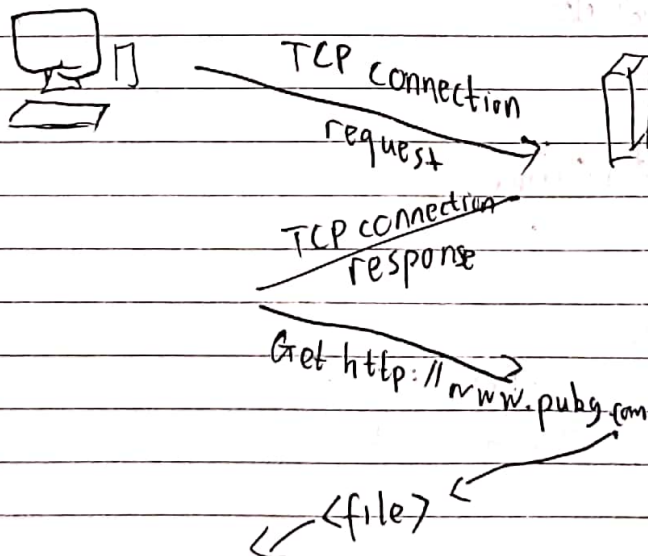 TCP connection
request
TCP connection
response
Get http://www.pubg.com
<file>